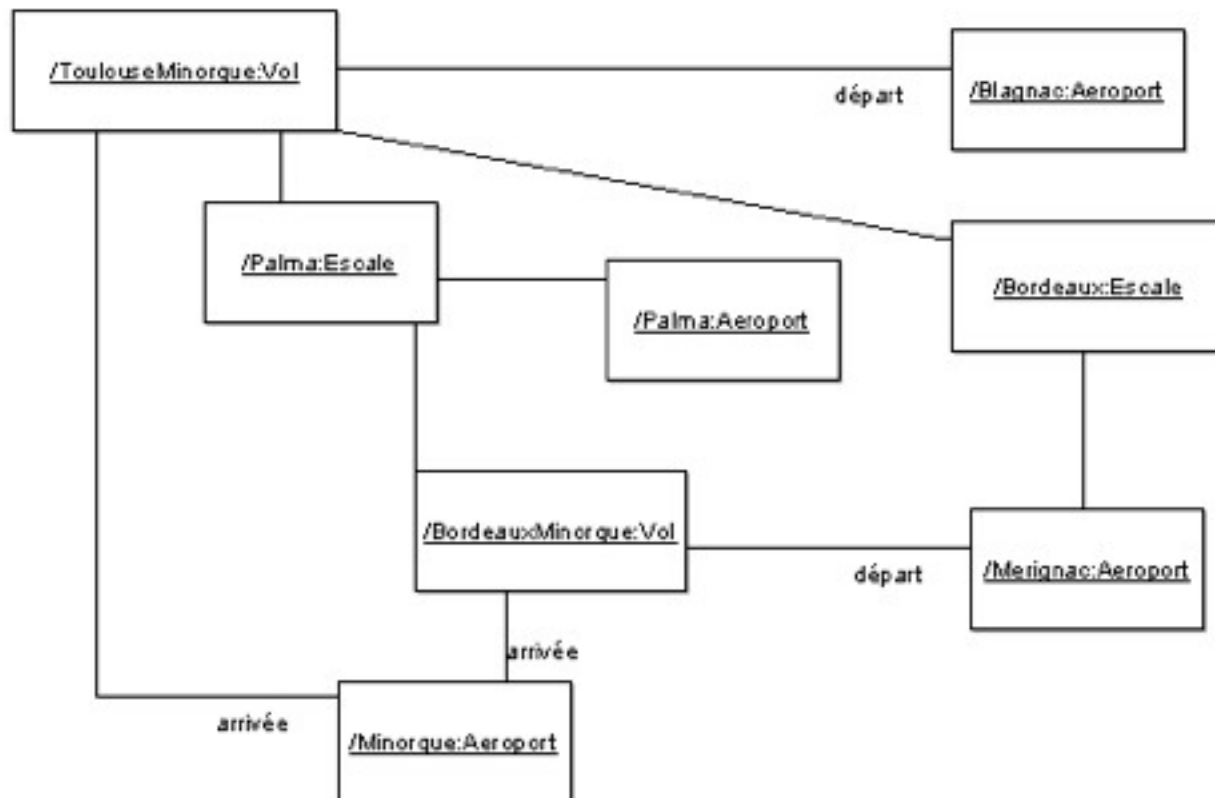 /ToulouseMinorque:Vol
départ
/Blagnac:Aeroport
/Palma:Escale
/Bordeaux:Escale
/Palma:Aeroport
/BordeauxMinorque:Vol
départ
/Merignac:Aeroport
arrivée
arrivée
/Minorque:Aeroport